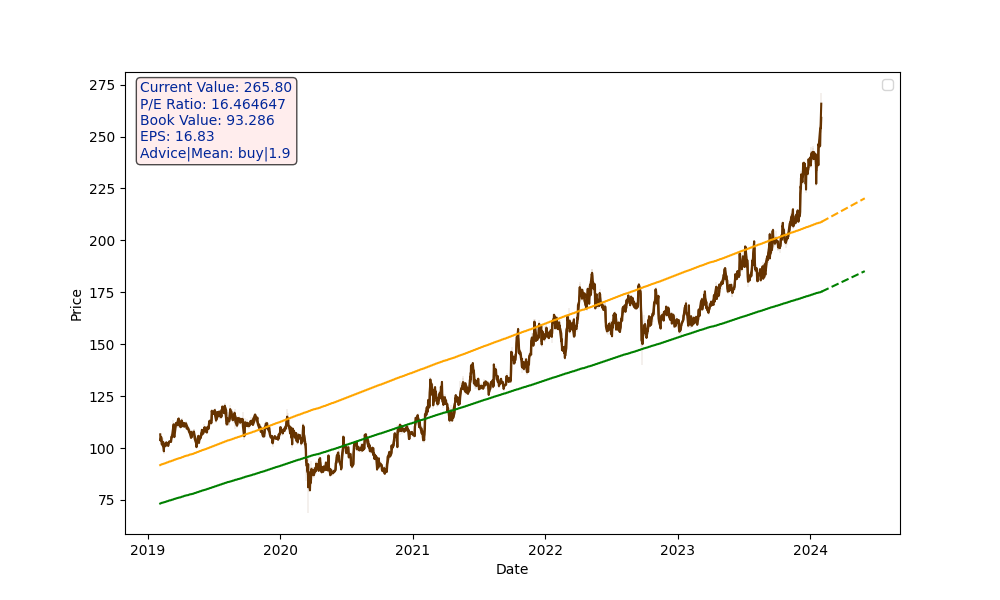 Current Value: 265.80
P/E Ratio: 16.464647
Book Value: 93.286
EPS: 16.83
Advice|Mean: buy|1.9
275
250
225
200
175
150
125
100
75
Price
2019 2020 2021 2022 2023 2024
Date